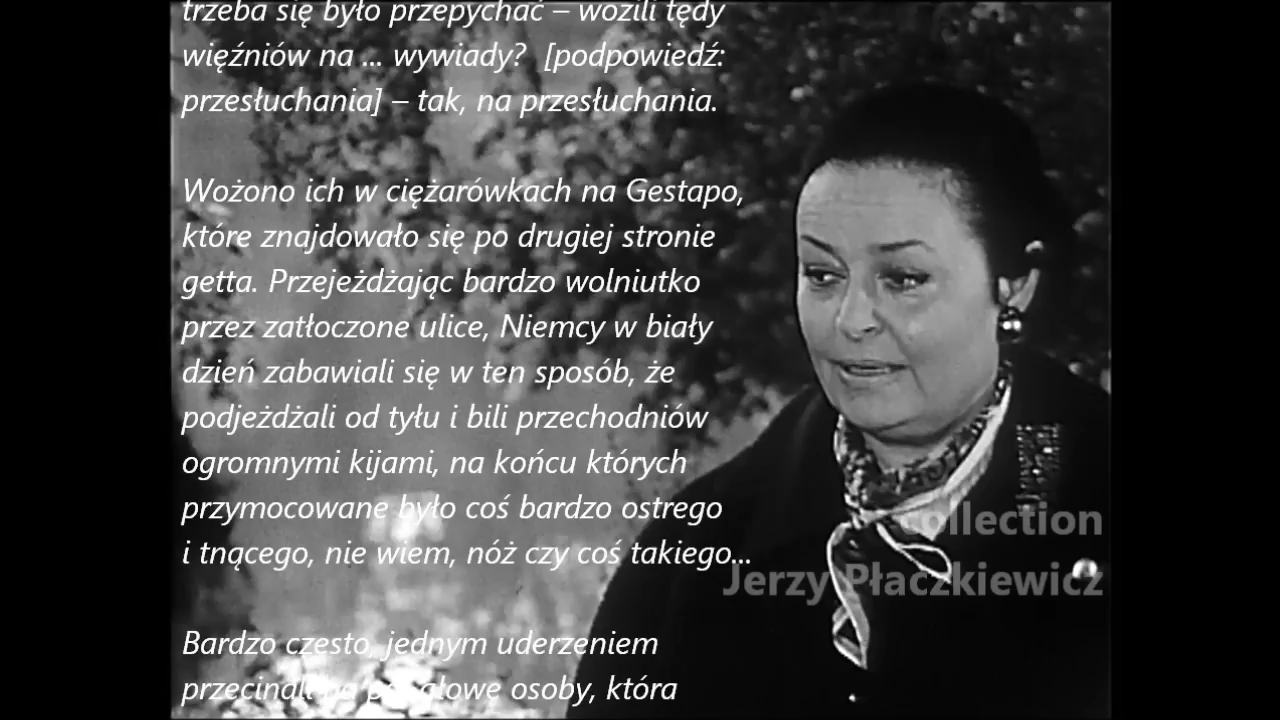 trzeba się było przepychać – wozili tędy
więźniów na ... wywiady? [podpowiedź:
przesłuchania] – tak, na przesłuchania.
Wożono ich w ciężarówkach na Gestapo,
które znajdowało się po drugiej stronie
getta. Przejeżdżając bardzo wolniutko
przez zatłoczone ulice, Niemcy w biały
dzień zabawiali się w ten sposób, że
podjeżdżali od tyłu i bili przechodniów
ogromnymi kijami, na końcu których
przymocowane było coś bardzo ostrego
i tnącego, nie wiem, nóż czy coś takiego...
collection
Jerzy Płaczkiewicz
Bardzo czesto, jednym uderzeniem
przecinali na osoby, która